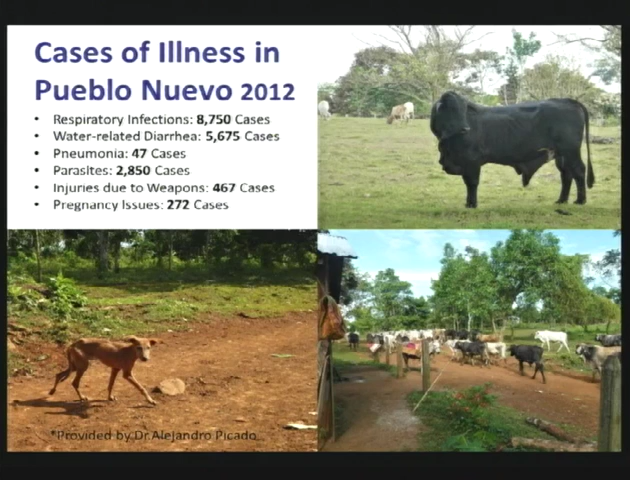 Cases of Illness in
Pueblo Nuevo 2012
• Respiratory Infections: 8,750 Cases
• Water-related Diarrhea: 5,675 Cases
• Pneumonia: 47 Cases
• Parasites: 2,850 Cases
• Injuries due to Weapons: 467 Cases
• Pregnancy Issues: 272 Cases
*Provided by Dr.Alejandro Picado